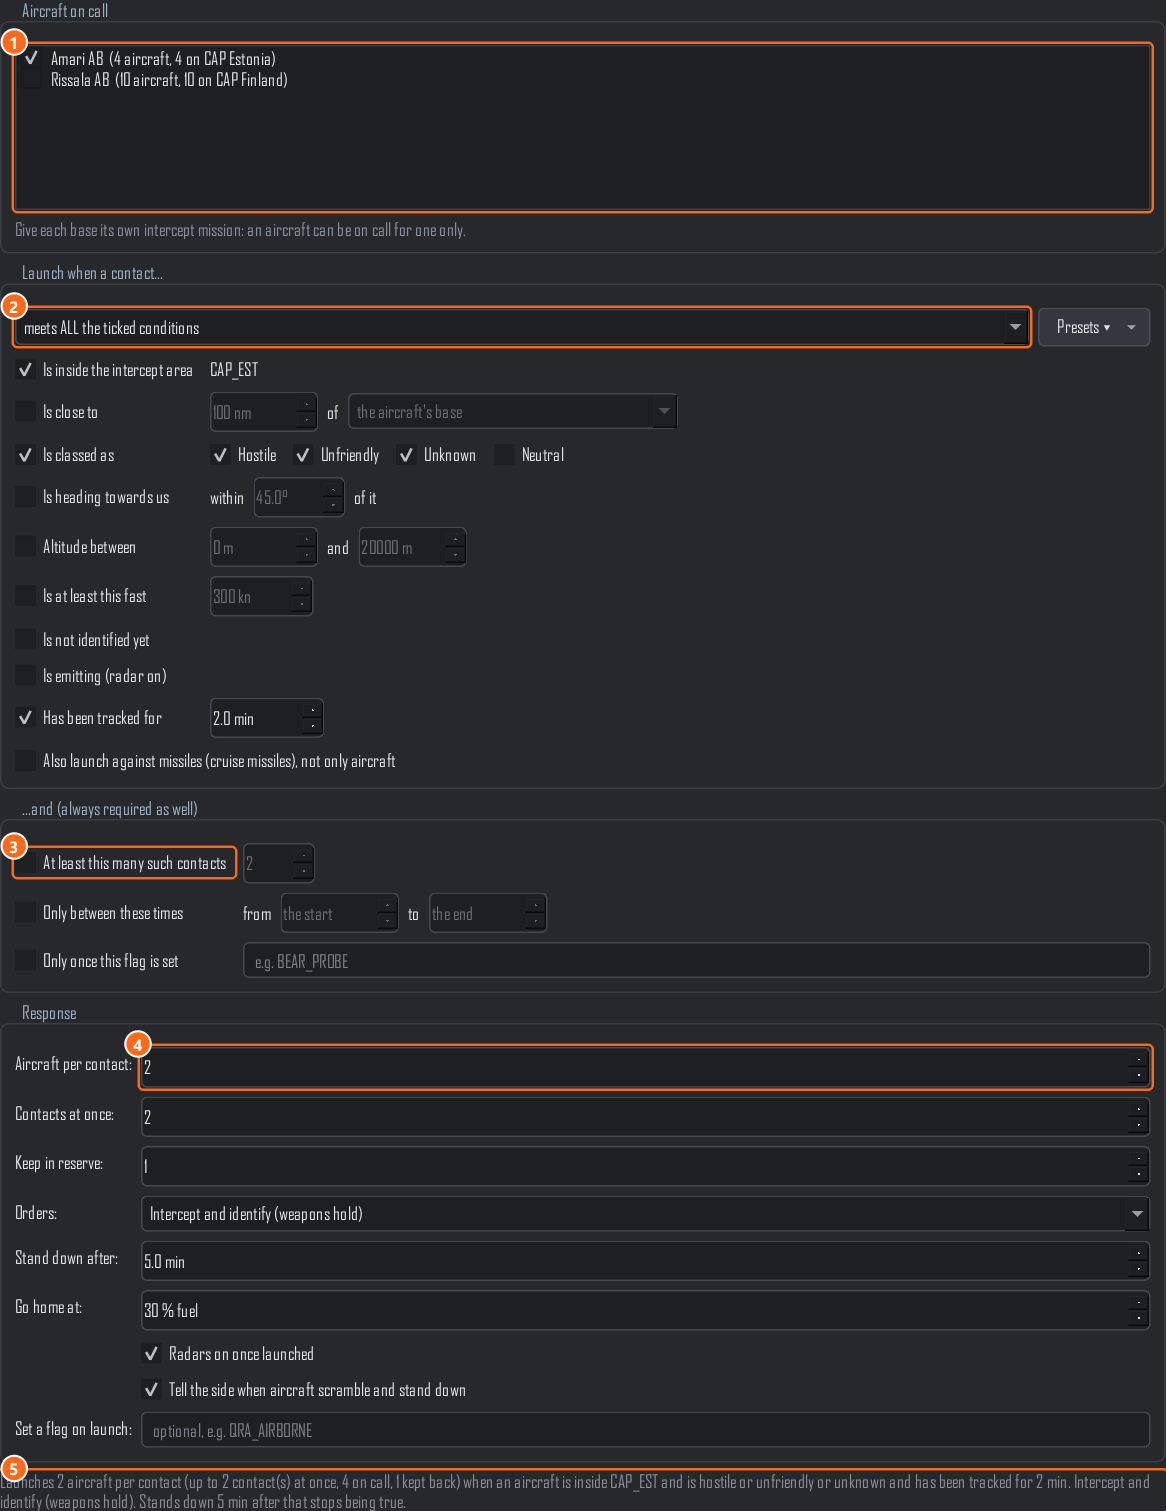 Aircraft on call
1
Amari AB (4 aircraft, 4 on CAP Estonia)
Rissala AB (10 aircraft, 10 on CAP Finland)
Give each base its own intercept mission: an aircraft can be on call for one only.
Launch when a contact...
2
meets ALL the ticked conditions
Presets ▾
Is inside the intercept area CAP_EST
Is close to 100 nm of the aircraft's base
Is classed as Hostile Unfriendly Unknown Neutral
Is heading towards us within 45.0° of it
Altitude between 0 m and 20000 m
Is at least this fast 300 kn
Is not identified yet
Is emitting (radar on)
Has been tracked for 2.0 min
Also launch against missiles (cruise missiles), not only aircraft
...and (always required as well)
3
At least this many such contacts 2
Only between these times from the start to the end
Only once this flag is set e.g. BEAR_PROBE
Response
4
Aircraft per contact: 2
Contacts at once: 2
Keep in reserve: 1
Orders: Intercept and identify (weapons hold)
Stand down after: 5.0 min
Go home at: 30 % fuel
Radars on once launched
Tell the side when aircraft scramble and stand down
Set a flag on launch: optional, e.g. QRA_AIRBORNE
5
Launches 2 aircraft per contact (up to 2 contact(s) at once, 4 on call, 1 kept back) when an aircraft is inside CAP_EST and is hostile or unfriendly or unknown and has been tracked for 2 min. Intercept and
identify (weapons hold). Stands down 5 min after that stops being true.